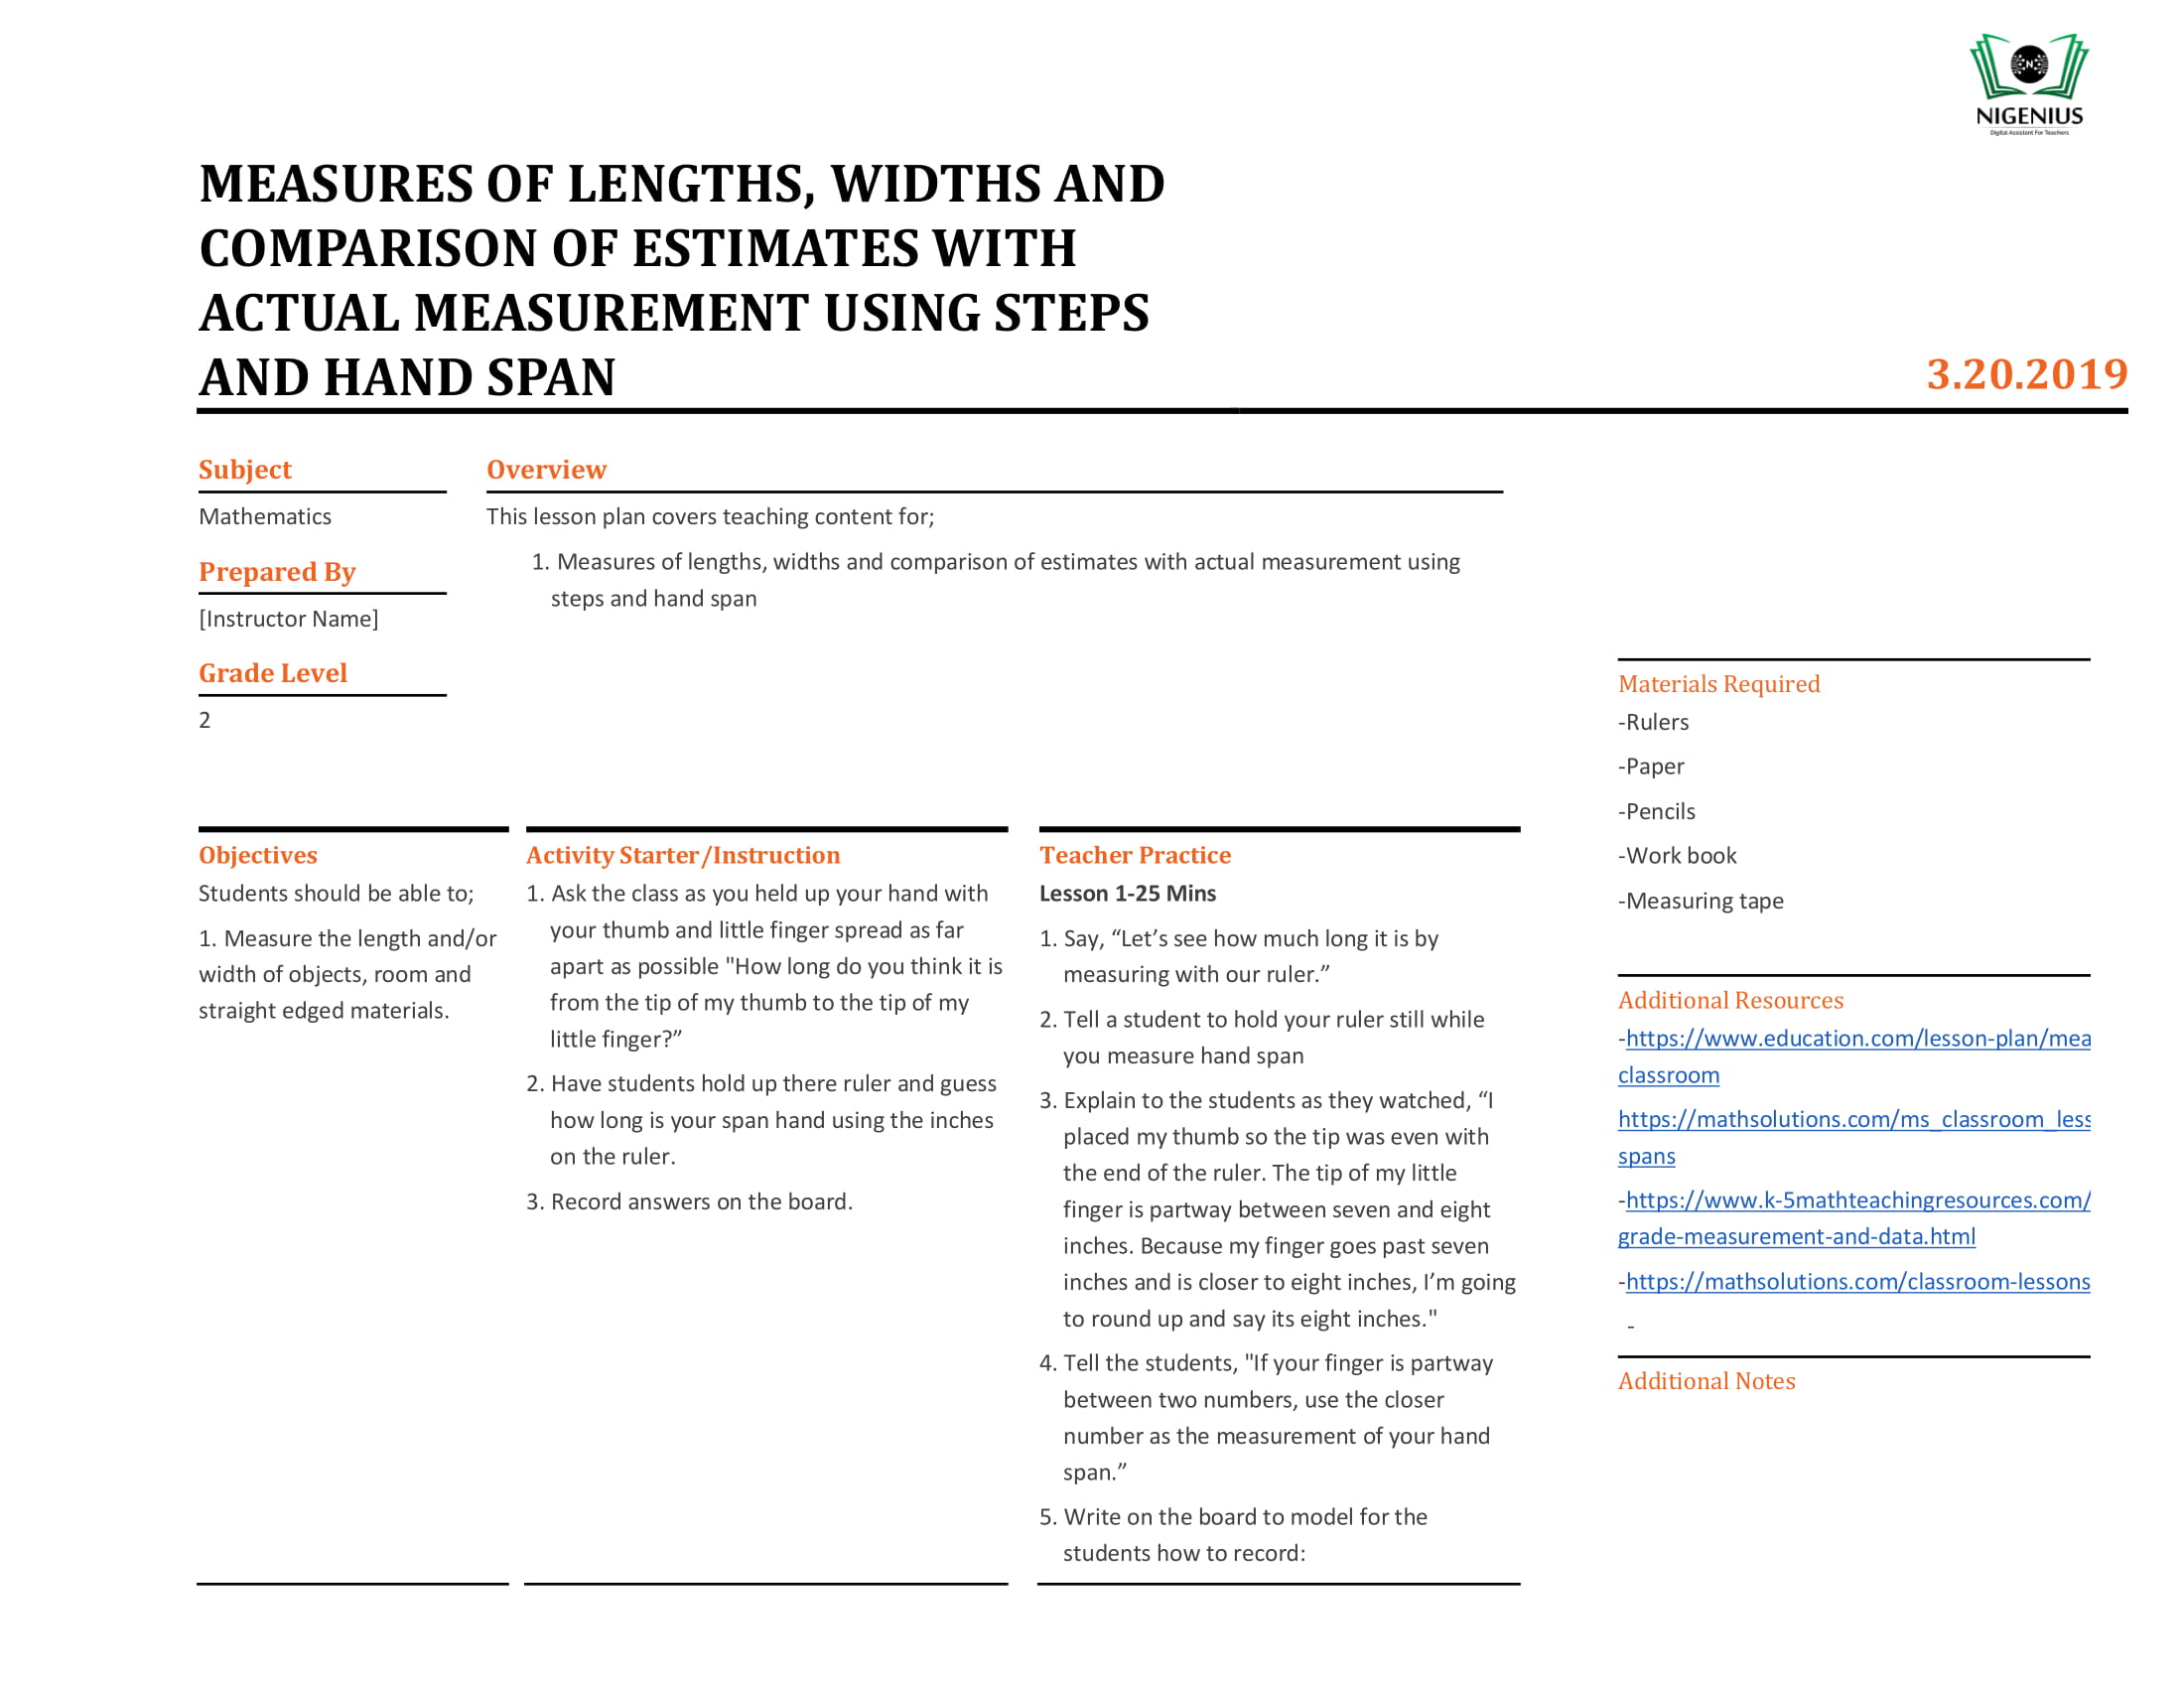 NIGENIUS
Digital Assistant For Teachers
MEASURES OF LENGTHS, WIDTHS AND
COMPARISON OF ESTIMATES WITH
ACTUAL MEASUREMENT USING STEPS
AND HAND SPAN
3.20.2019
Subject
Mathematics
Prepared By
[Instructor Name]
Grade Level
2
Overview
This lesson plan covers teaching content for;
1. Measures of lengths, widths and comparison of estimates with actual measurement using
steps and hand span
Objectives
Students should be able to;
1. Measure the length and/or
width of objects, room and
straight edged materials.
Activity Starter/Instruction
1. Ask the class as you held up your hand with
your thumb and little finger spread as far
apart as possible "How long do you think it is
from the tip of my thumb to the tip of my
little finger?”
2. Have students hold up there ruler and guess
how long is your span hand using the inches
on the ruler.
3. Record answers on the board.
Teacher Practice
Lesson 1-25 Mins
1. Say, “Let’s see how much long it is by
measuring with our ruler.”
2. Tell a student to hold your ruler still while
you measure hand span
3. Explain to the students as they watched, “I
placed my thumb so the tip was even with
the end of the ruler. The tip of my little
finger is partway between seven and eight
inches. Because my finger goes past seven
inches and is closer to eight inches, I’m going
to round up and say its eight inches."
4. Tell the students, "If your finger is partway
between two numbers, use the closer
number as the measurement of your hand
span.”
5. Write on the board to model for the
students how to record:
Materials Required
-Rulers
-Paper
-Pencils
-Work book
-Measuring tape
Additional Resources
-https://www.education.com/lesson-plan/mea
classroom
https://mathsolutions.com/ms_classroom_less
spans
-https://www.k-5mathteachingresources.com/
grade-measurement-and-data.html
-https://mathsolutions.com/classroom-lessons
-
Additional Notes